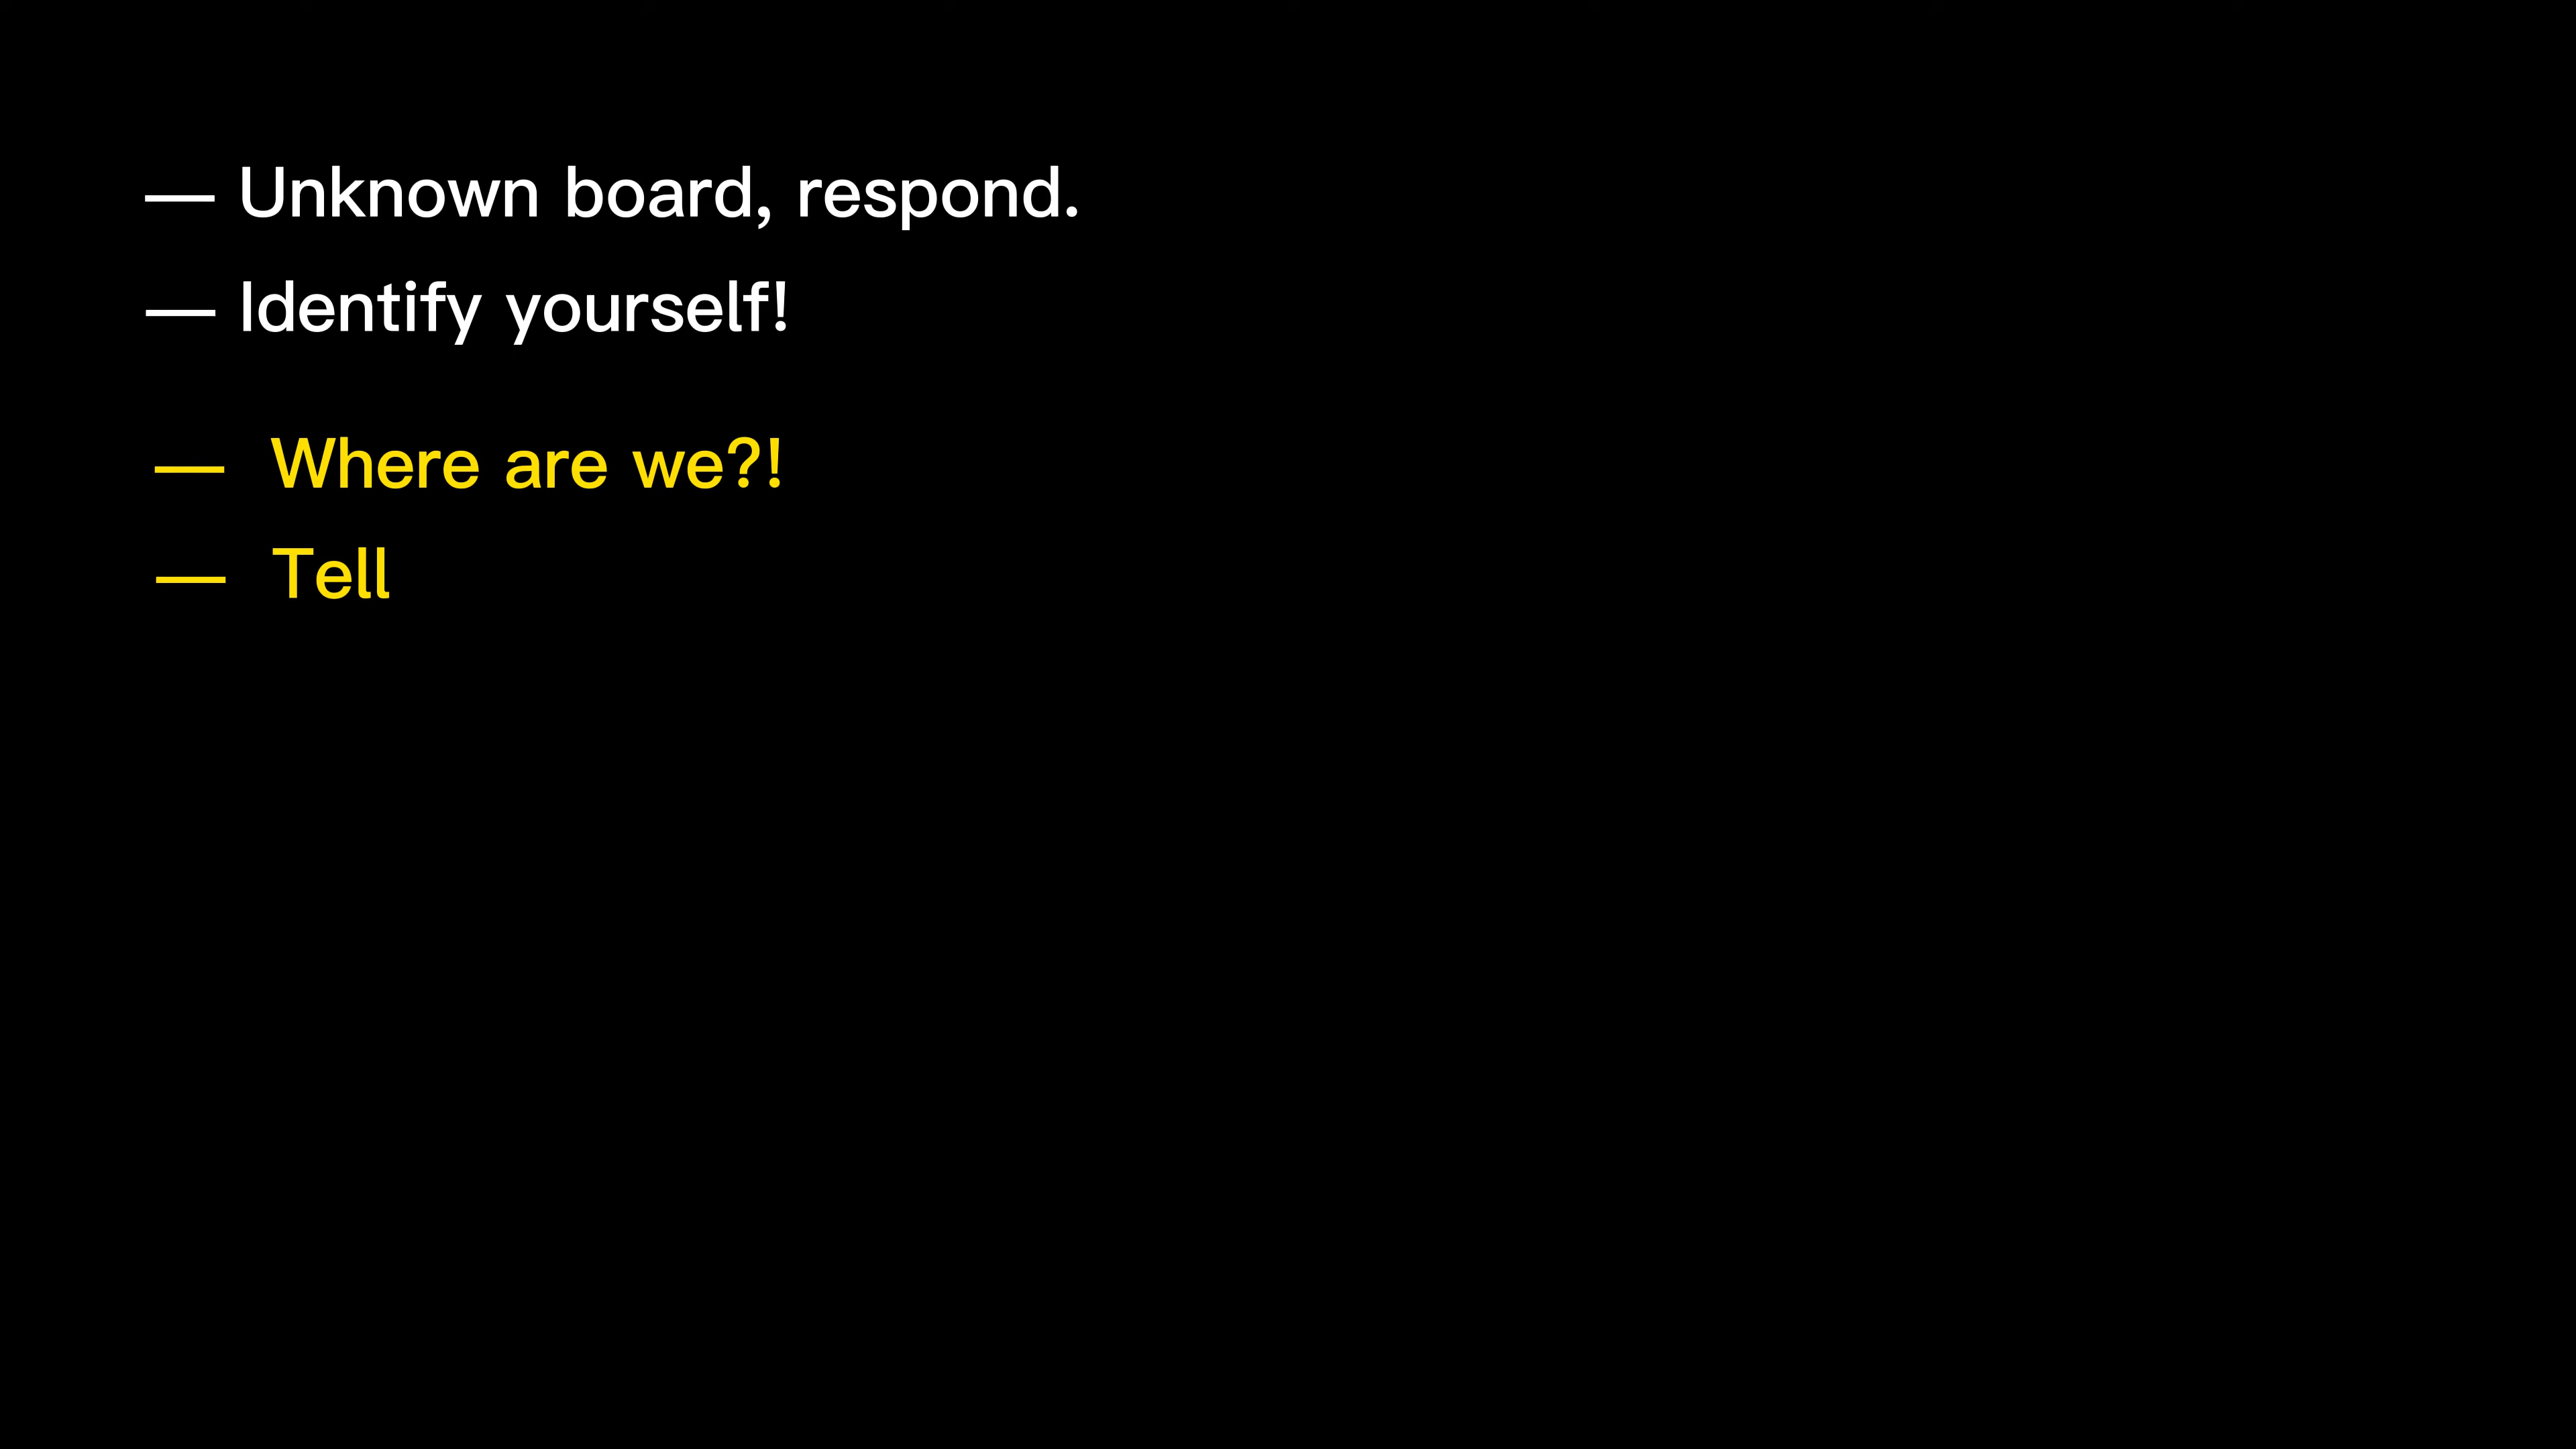 — Unknown board, respond.
— Identify yourself!
— Where are we?!
— Tell